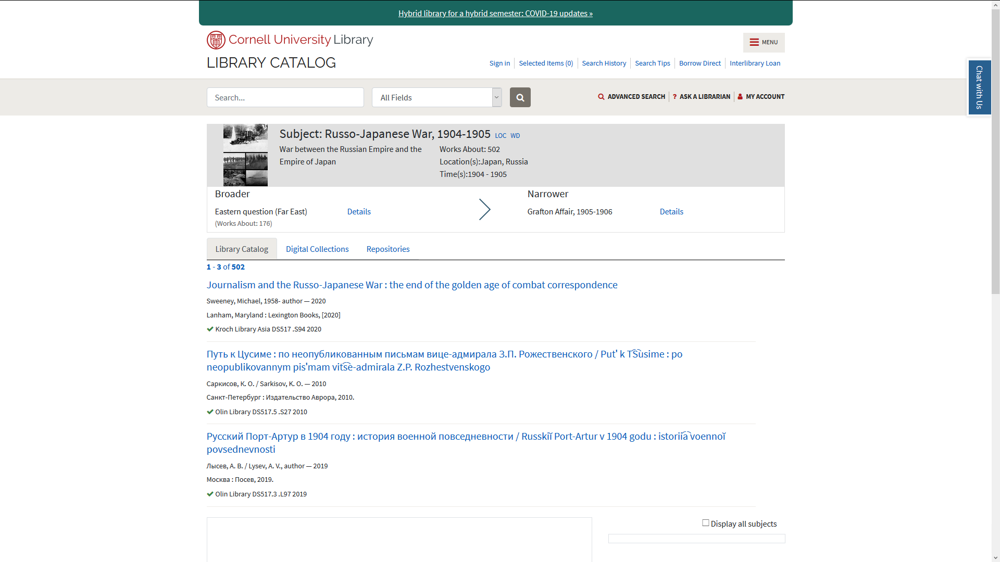 Hybrid library for a hybrid semester: COVID-19 updates »
Cornell University Library
MENU
LIBRARY CATALOG
Sign in
Selected Items (0)
Search History
Search Tips
Borrow Direct
Interlibrary Loan
Chat with Us
Search...
All Fields
ADVANCED SEARCH
? ASK A LIBRARIAN
MY ACCOUNT
Subject: Russo-Japanese War, 1904-1905 LOC WD
War between the Russian Empire and the
Empire of Japan
Works About: 502
Location(s):Japan, Russia
Time(s):1904 - 1905
Broader
Eastern question (Far East)
Details
(Works About: 176)
Narrower
Grafton Affair, 1905-1906
Details
Library Catalog
Digital Collections
Repositories
1 - 3 of 502
Journalism and the Russo-Japanese War : the end of the golden age of combat correspondence
Sweeney, Michael, 1958- author — 2020
Lanham, Maryland : Lexington Books, [2020]
Kroch Library Asia DS517 .S94 2020
Путь к Цусиме : по неопубликованным письмам вице-адмирала З.П. Рожественского / Putʹ k T͡Susime : po
neopublikovannym pisʹmam vit͡se-admirala Z.P. Rozhestvenskogo
Саркисов, К. О. / Sarkisov, K. O. — 2010
Санкт-Петербург : Издательство Аврора, 2010.
Olin Library DS517.5 .S27 2010
Русский Порт-Артур в 1904 году : история военной повседневности / Russkiĭ Port-Artur v 1904 godu : istorii͡a voennoĭ
povsednevnosti
Лысев, А. В. / Lysev, A. V., author — 2019
Москва : Посев, 2019.
Olin Library DS517.3 .L97 2019
Display all subjects